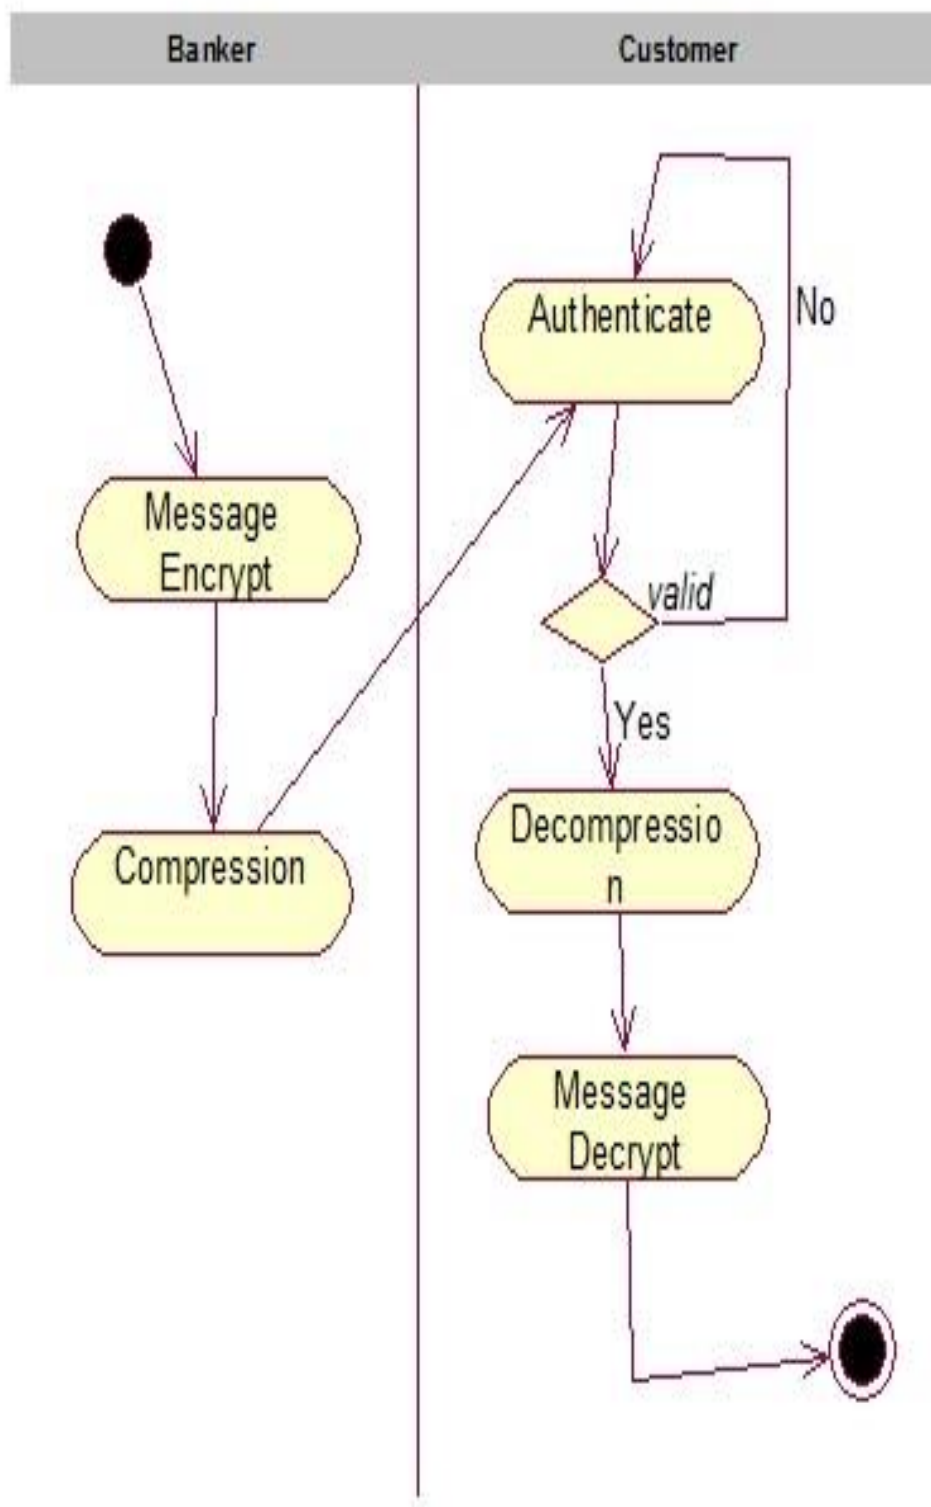 Banker
Customer
Authenticate
No
Message
Encrypt
valid
Yes
Compression
Decompressio
n
Message
Decrypt